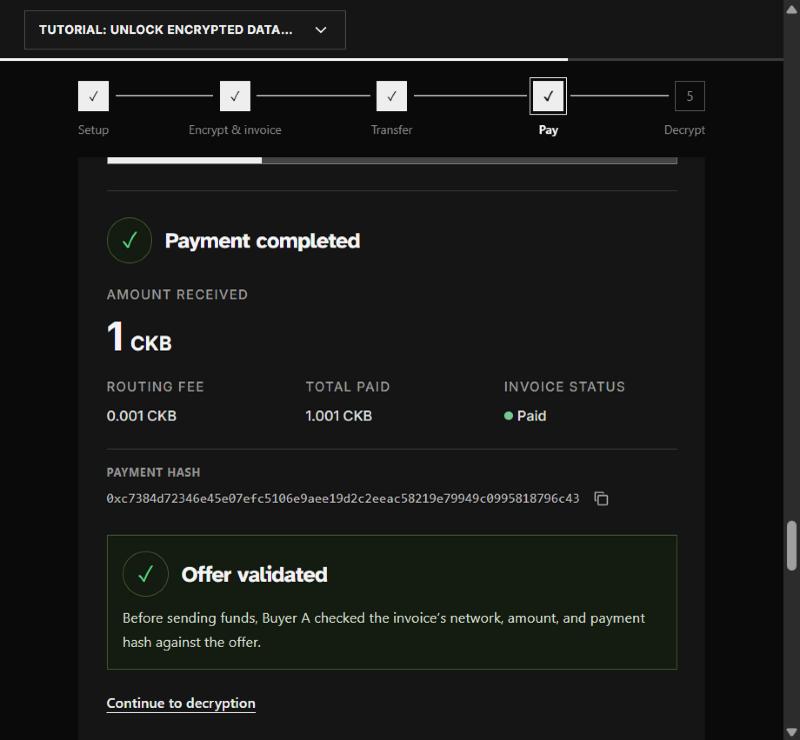 TUTORIAL: UNLOCK ENCRYPTED DATA...
✓ ✓ ✓ ✓ 5
Setup Encrypt & invoice Transfer Pay Decrypt
Payment completed
AMOUNT RECEIVED
1 CKB
ROUTING FEE TOTAL PAID INVOICE STATUS
0.001 CKB 1.001 CKB Paid
PAYMENT HASH
0xc7384d72346e45e07efc5106e9aee19d2c2eeac58219e79949c0995818796c43
Offer validated
Before sending funds, Buyer A checked the invoice’s network, amount, and payment
hash against the offer.
Continue to decryption